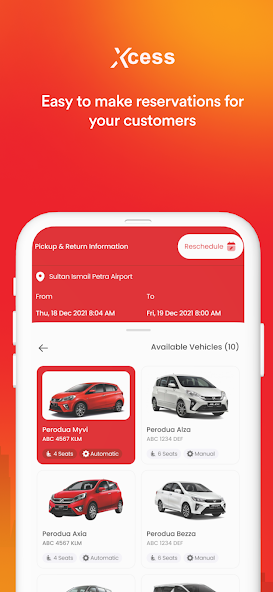 Xcess
Easy to make reservations for
your customers
Pickup & Return Information
Reschedule
Sultan Ismail Petra Airport
From
To
Thu, 18 Dec 2021 8:04 AM
Fri, 19 Dec 2021 8:00 AM
Available Vehicles (10)
Perodua Myvi
Perodua Alza
ABC 4567 KLM
ABC 1234 DEF
4 Seats
Automatic
6 Seats
Manual
Perodua Axia
Perodua Bezza
ABC 4567 KLM
ABC 1234 DEF
4 Seats
Automatic
6 Seats
Manual